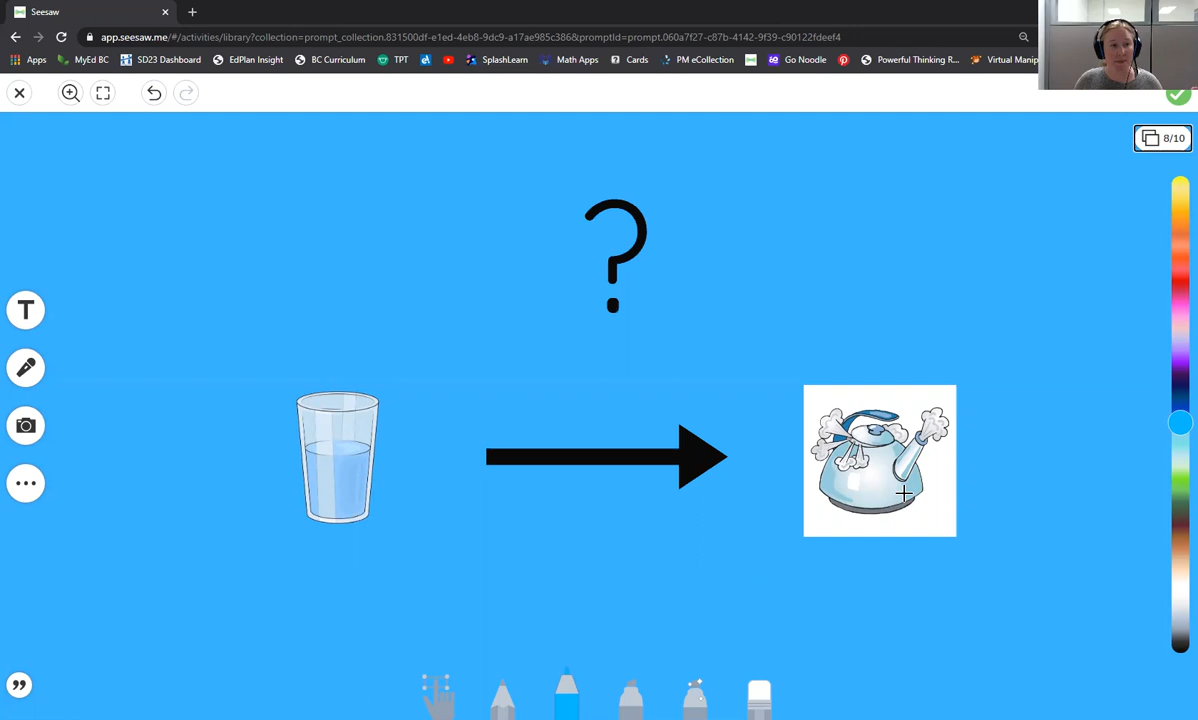 Seesaw
app.seesaw.me/#/activities/library?collection=prompt_collection.831500df-e1ed-4eb8-9dc9-a17ae985c386&promptId=prompt.060a7f27-c87b-4142-9f39-c90122fdeef4
Apps MyEd BC SD23 Dashboard EdPlan Insight BC Curriculum TPT SplashLearn Math Apps Cards PM eCollection Go Noodle Powerful Thinking R... Virtual Manip
8/10
?
T